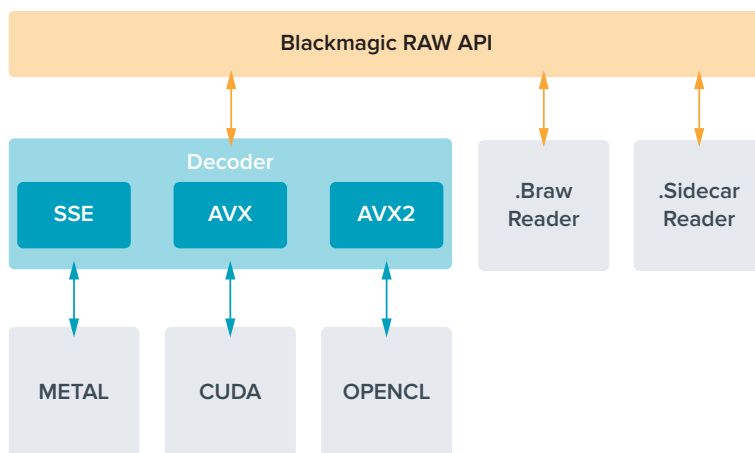 Blackmagic RAW API
Decoder
SSE
AVX
AVX2
.Braw
Reader
.Sidecar
Reader
METAL
CUDA
OPENCL